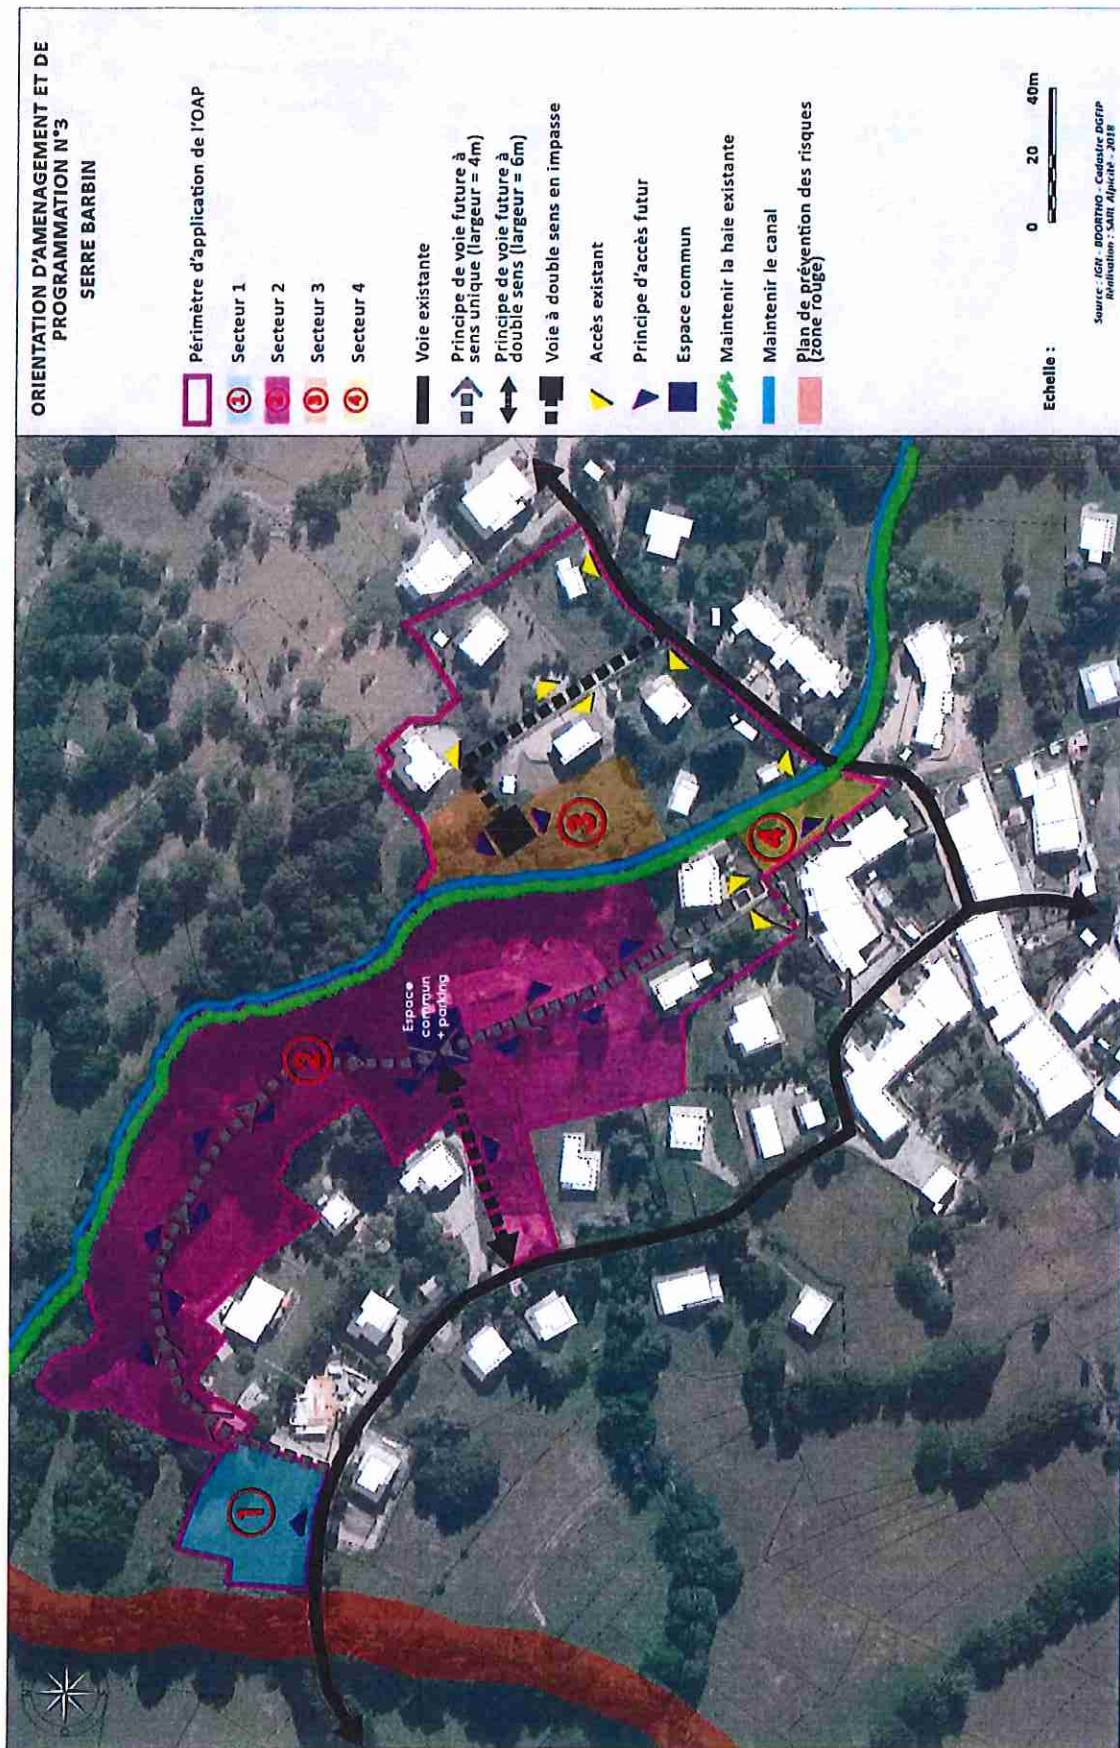 ORIENTATION D'AMENAGEMENT ET DE
PROGRAMMATION N°3
SERRE BARBIN
Périmètre d'application de l'OAP
1 Secteur 1
2 Secteur 2
3 Secteur 3
4 Secteur 4
Voie existante
Principe de voie future à
sens unique (largeur = 4m)
Principe de voie future à
double sens (largeur = 6m)
Voie à double sens en impasse
Accès existant
Principe d'accès futur
Espace commun
Maintenir la haie existante
Maintenir le canal
Plan de prévention des risques
(zone rouge)
Echelle :
0 20 40m
Source : IGN - BDORTHO - Cadastre DGFIP
Réalisation : SARL Alpicité - 2018
1
2
3
4
Espace
commun
+ parking